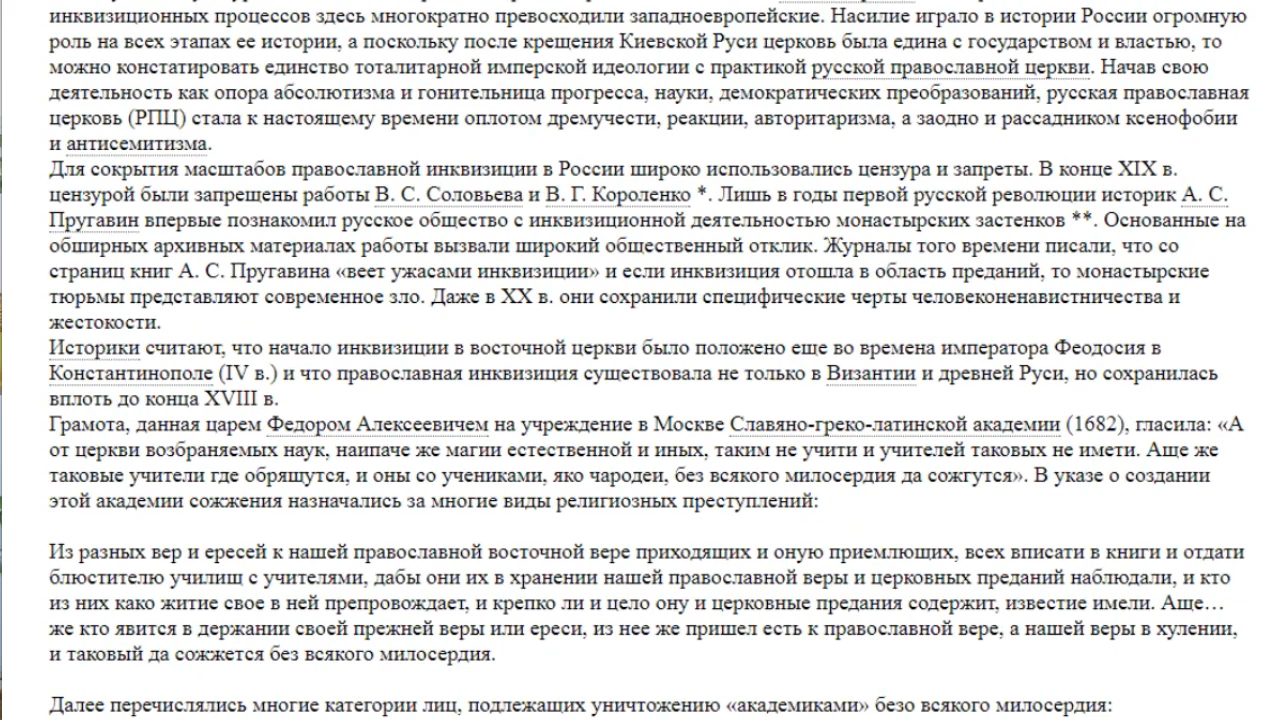 инквизиционных процессов здесь многократно превосходили западноевропейские. Насилие играло в истории России огромную
роль на всех этапах ее истории, а поскольку после крещения Киевской Руси церковь была едина с государством и властью, то
можно констатировать единство тоталитарной имперской идеологии с практикой русской православной церкви. Начав свою
деятельность как опора абсолютизма и гонительница прогресса, науки, демократических преобразований, русская православная
церковь (РПЦ) стала к настоящему времени оплотом дремучести, реакции, авторитаризма, а заодно и рассадником ксенофобии
и антисемитизма.
Для сокрытия масштабов православной инквизиции в России широко использовались цензура и запреты. В конце XIX в.
цензурой были запрещены работы В. С. Соловьева и В. Г. Короленко *. Лишь в годы первой русской революции историк А. С.
Пругавин впервые познакомил русское общество с инквизиционной деятельностью монастырских застенков **. Основанные на
обширных архивных материалах работы вызвали широкий общественный отклик. Журналы того времени писали, что со
страниц книг А. С. Пругавина «веет ужасами инквизиции» и если инквизиция отошла в область преданий, то монастырские
тюрьмы представляют современное зло. Даже в XX в. они сохранили специфические черты человеконенавистничества и
жестокости.
Историки считают, что начало инквизиции в восточной церкви было положено еще во времена императора Феодосия в
Константинополе (IV в.) и что православная инквизиция существовала не только в Византии и древней Руси, но сохранилась
вплоть до конца XVIII в.
Грамота, данная царем Федором Алексеевичем на учреждение в Москве Славяно-греко-латинской академии (1682), гласила: «А
от церкви возбраняемых наук, наипаче же магии естественной и иных, таким не учити и учителей таковых не имети. Аще же
таковые учители где обрящутся, и оны со учениками, яко чародеи, без всякого милосердия да сожгутся». В указе о создании
этой академии сожжения назначались за многие виды религиозных преступлений:
Из разных вер и ересей к нашей православной восточной вере приходящих и оную приемлющих, всех вписати в книги и отдати
блюстителю училищ с учителями, дабы они их в хранении нашей православной веры и церковных преданий наблюдали, и кто
из них како житие свое в ней препровождает, и крепко ли и цело ону и церковные предания содержит, известие имели. Аще…
же кто явится в держании своей прежней веры или ереси, из нее же пришел есть к православной вере, а нашей веры в хулении,
и таковый да сожжется без всякого милосердия.
Далее перечислялись многие категории лиц, подлежащих уничтожению «академиками» безо всякого милосердия: